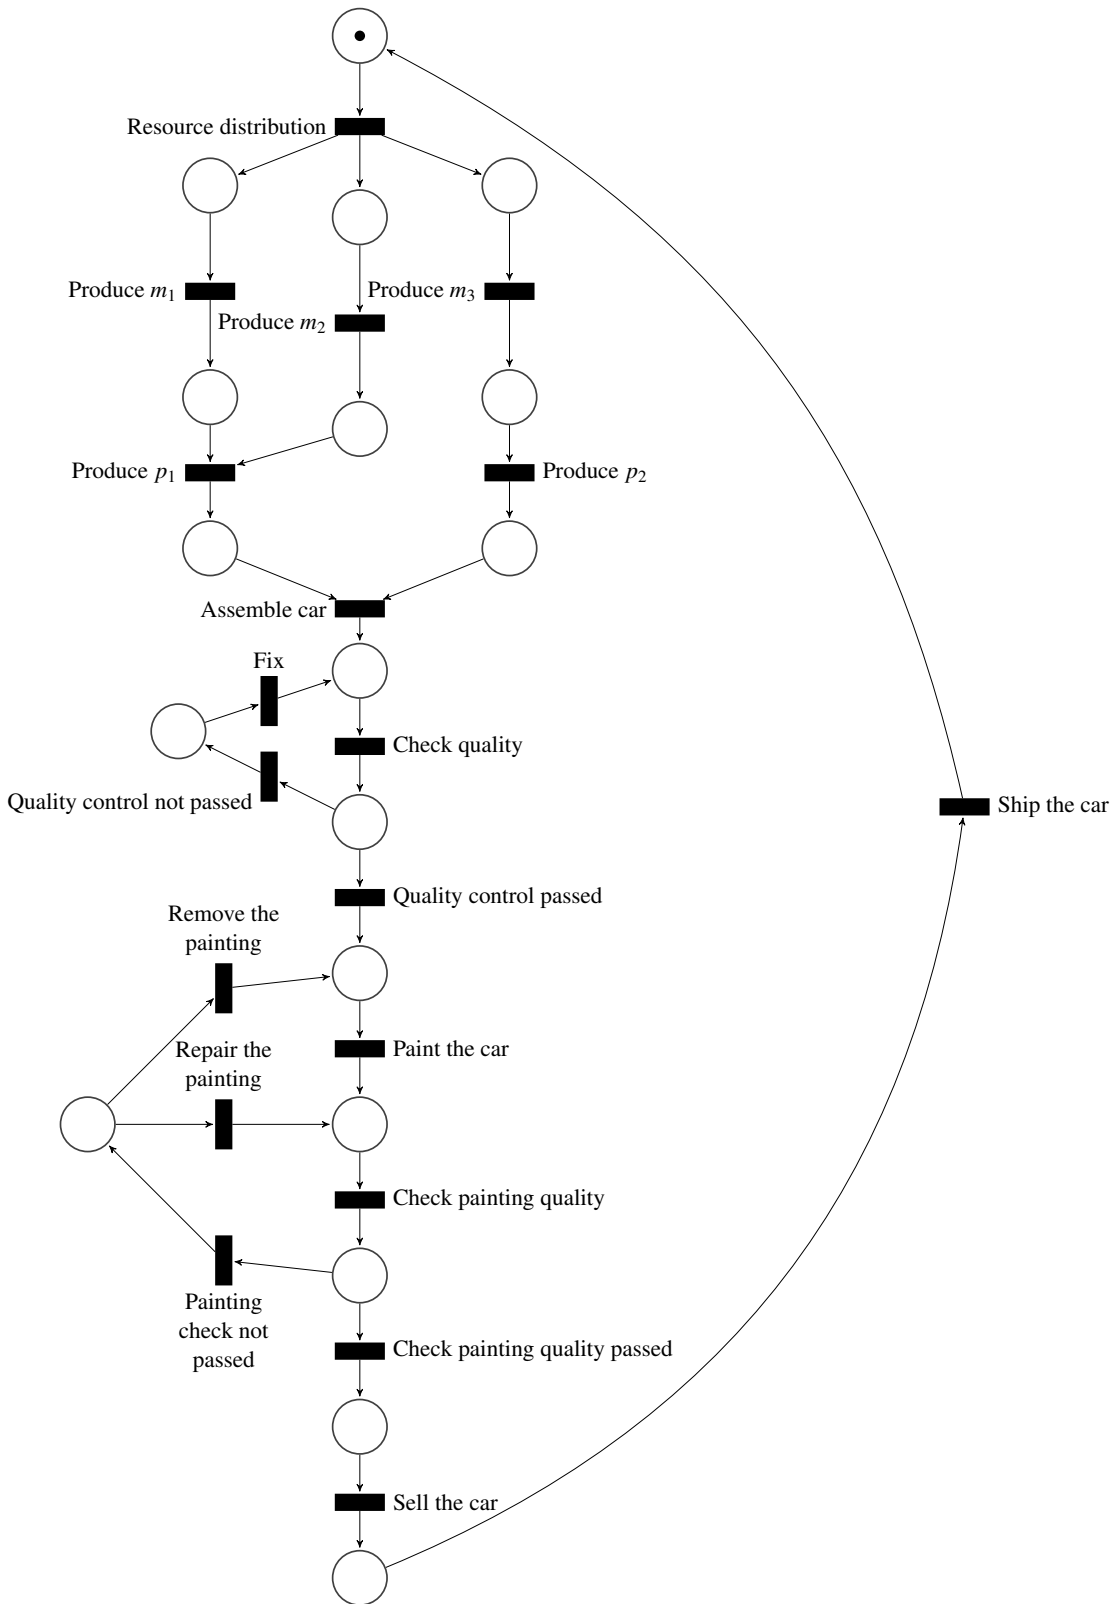 Resource distribution
Produce m₁
Produce m₃
Produce m₂
Produce p₁
Produce p₂
Assemble car
Fix
Check quality
Quality control not passed
Ship the car
Quality control passed
Remove the
painting
Paint the car
Repair the
painting
Check painting quality
Painting
check not
passed
Check painting quality passed
Sell the car